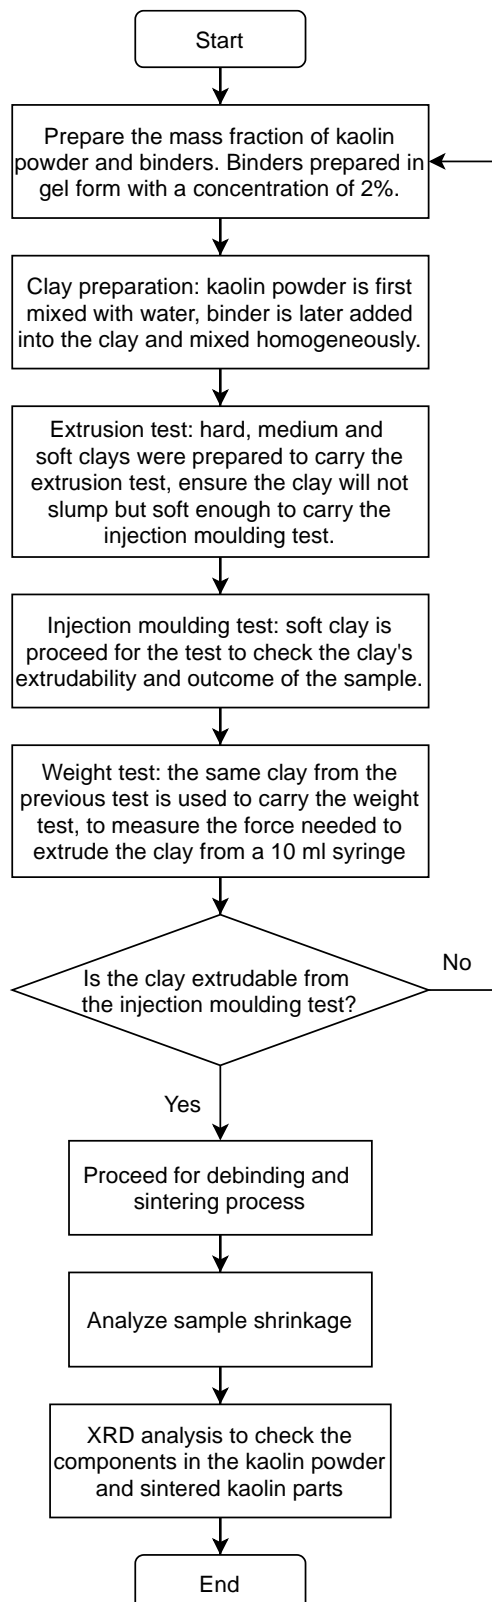 Start
Prepare the mass fraction of kaolin
powder and binders. Binders prepared in
gel form with a concentration of 2%.
Clay preparation: kaolin powder is first
mixed with water, binder is later added
into the clay and mixed homogeneously.
Extrusion test: hard, medium and
soft clays were prepared to carry the
extrusion test, ensure the clay will not
slump but soft enough to carry the
injection moulding test.
Injection moulding test: soft clay is
proceed for the test to check the clay's
extrudability and outcome of the sample.
Weight test: the same clay from the
previous test is used to carry the weight
test, to measure the force needed to
extrude the clay from a 10 ml syringe
Is the clay extrudable from
the injection moulding test?
No
Yes
Proceed for debinding and
sintering process
Analyze sample shrinkage
XRD analysis to check the
components in the kaolin powder
and sintered kaolin parts
End